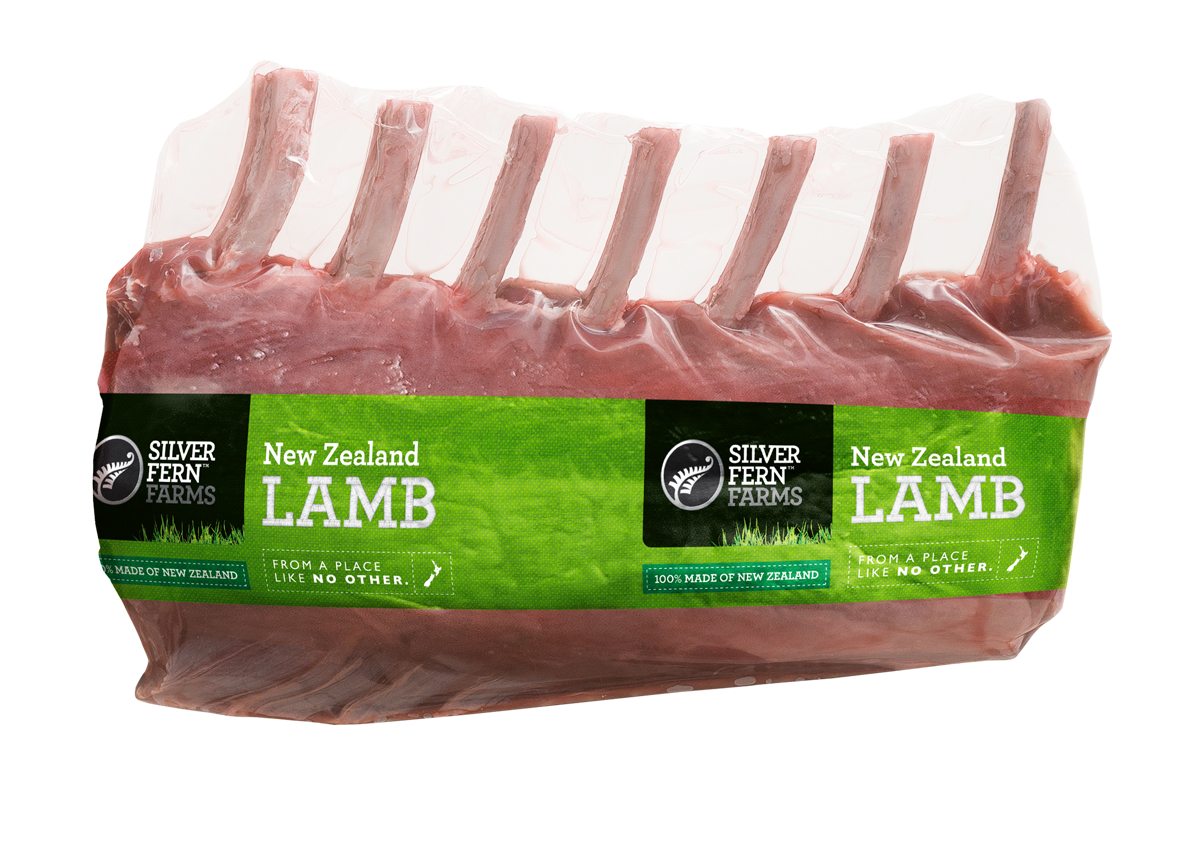 SILVER
FERN™
FARMS
New Zealand
LAMB
% MADE OF NEW ZEALAND
FROM A PLACE
LIKE NO OTHER.
SILVER
FERN™
FARMS
New Zealand
LAMB
100% MADE OF NEW ZEALAND
FROM A PLACE
LIKE NO OTHER.